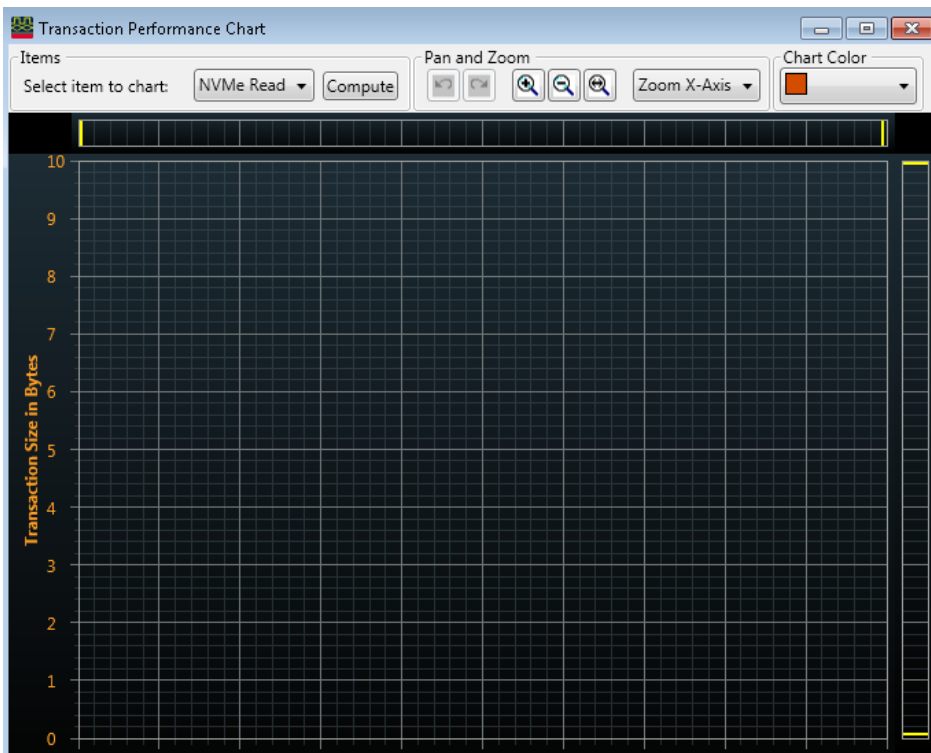 Transaction Performance Chart
Items
Select item to chart:
NVMe Read
Compute
Pan and Zoom
Zoom X-Axis
Chart Color
Transaction Size in Bytes
10
9
8
7
6
5
4
3
2
1
0